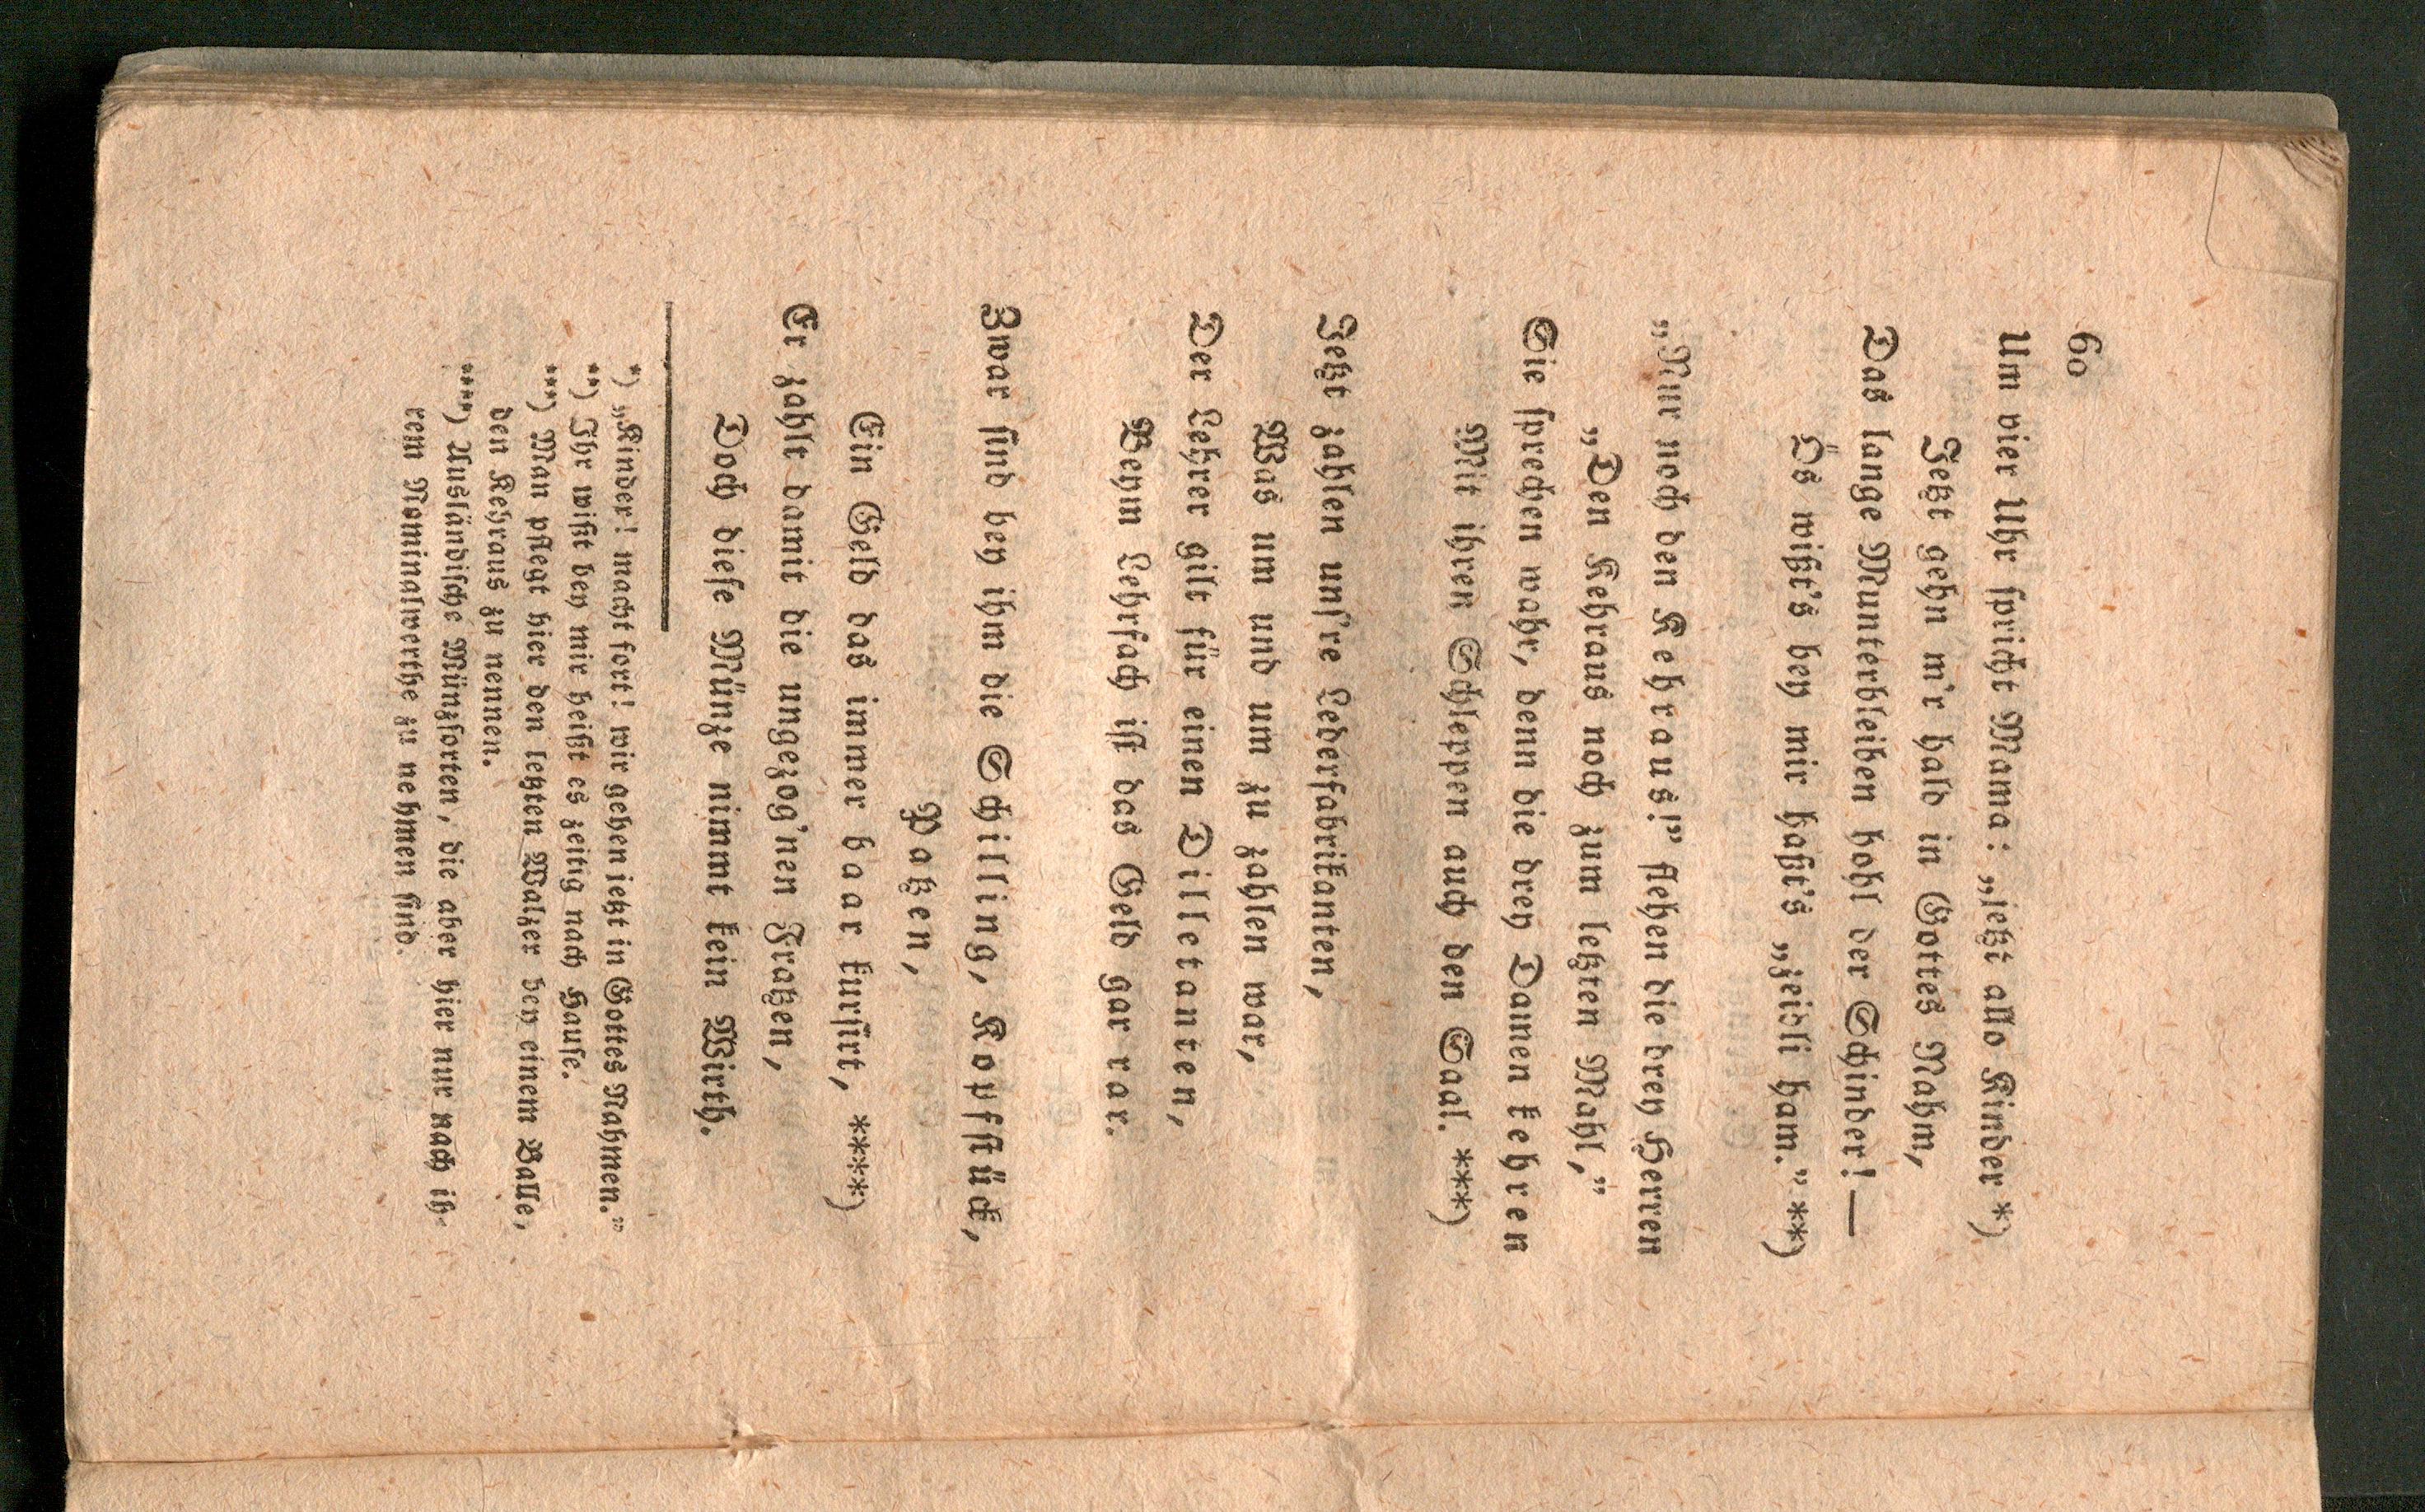 60
Um vier Uhr spricht Mama: „jetzt allo Kinder *)
Jetzt gehn m'r bald in Gottes Nahm,
Das lange Munterbleiben hohl der Schinder! —
Ös wißt's bey mir haßt's „zeidli ham.” **)
„Nur noch den Kehraus!” flehen die drey Herren
„Den Kehraus noch zum letzten Mahl,”
Sie sprechen wahr, denn die drey Damen kehren
Mit ihren Schleppen auch den Saal. ***)
Jetzt zahlen uns're Lederfabrikanten,
Was um und um zu zahlen war,
Der Lehrer gilt für einen Dilletanten,
Beym Lehrfach ist das Geld gar rar.
Zwar sind bey ihm die Schilling, Kopfstück,
Patzen,
Ein Geld das immer baar kursirt, ****)
Er zahlt damit die ungezog'nen Fratzen,
Doch diese Münze nimmt kein Wirth.
*) „Kinder! macht fort! wir gehen jetzt in Gottes Nahmen.”
**) Ihr wißt bey mir heißt es zeitig nach Hause.
***) Man pflegt hier den letzten Walzer bey einem Balle,
den Kehraus zu nennen.
****) Ausländische Münzsorten, die aber hier nur nach ih-
rem Nominalwerthe zu nehmen sind.